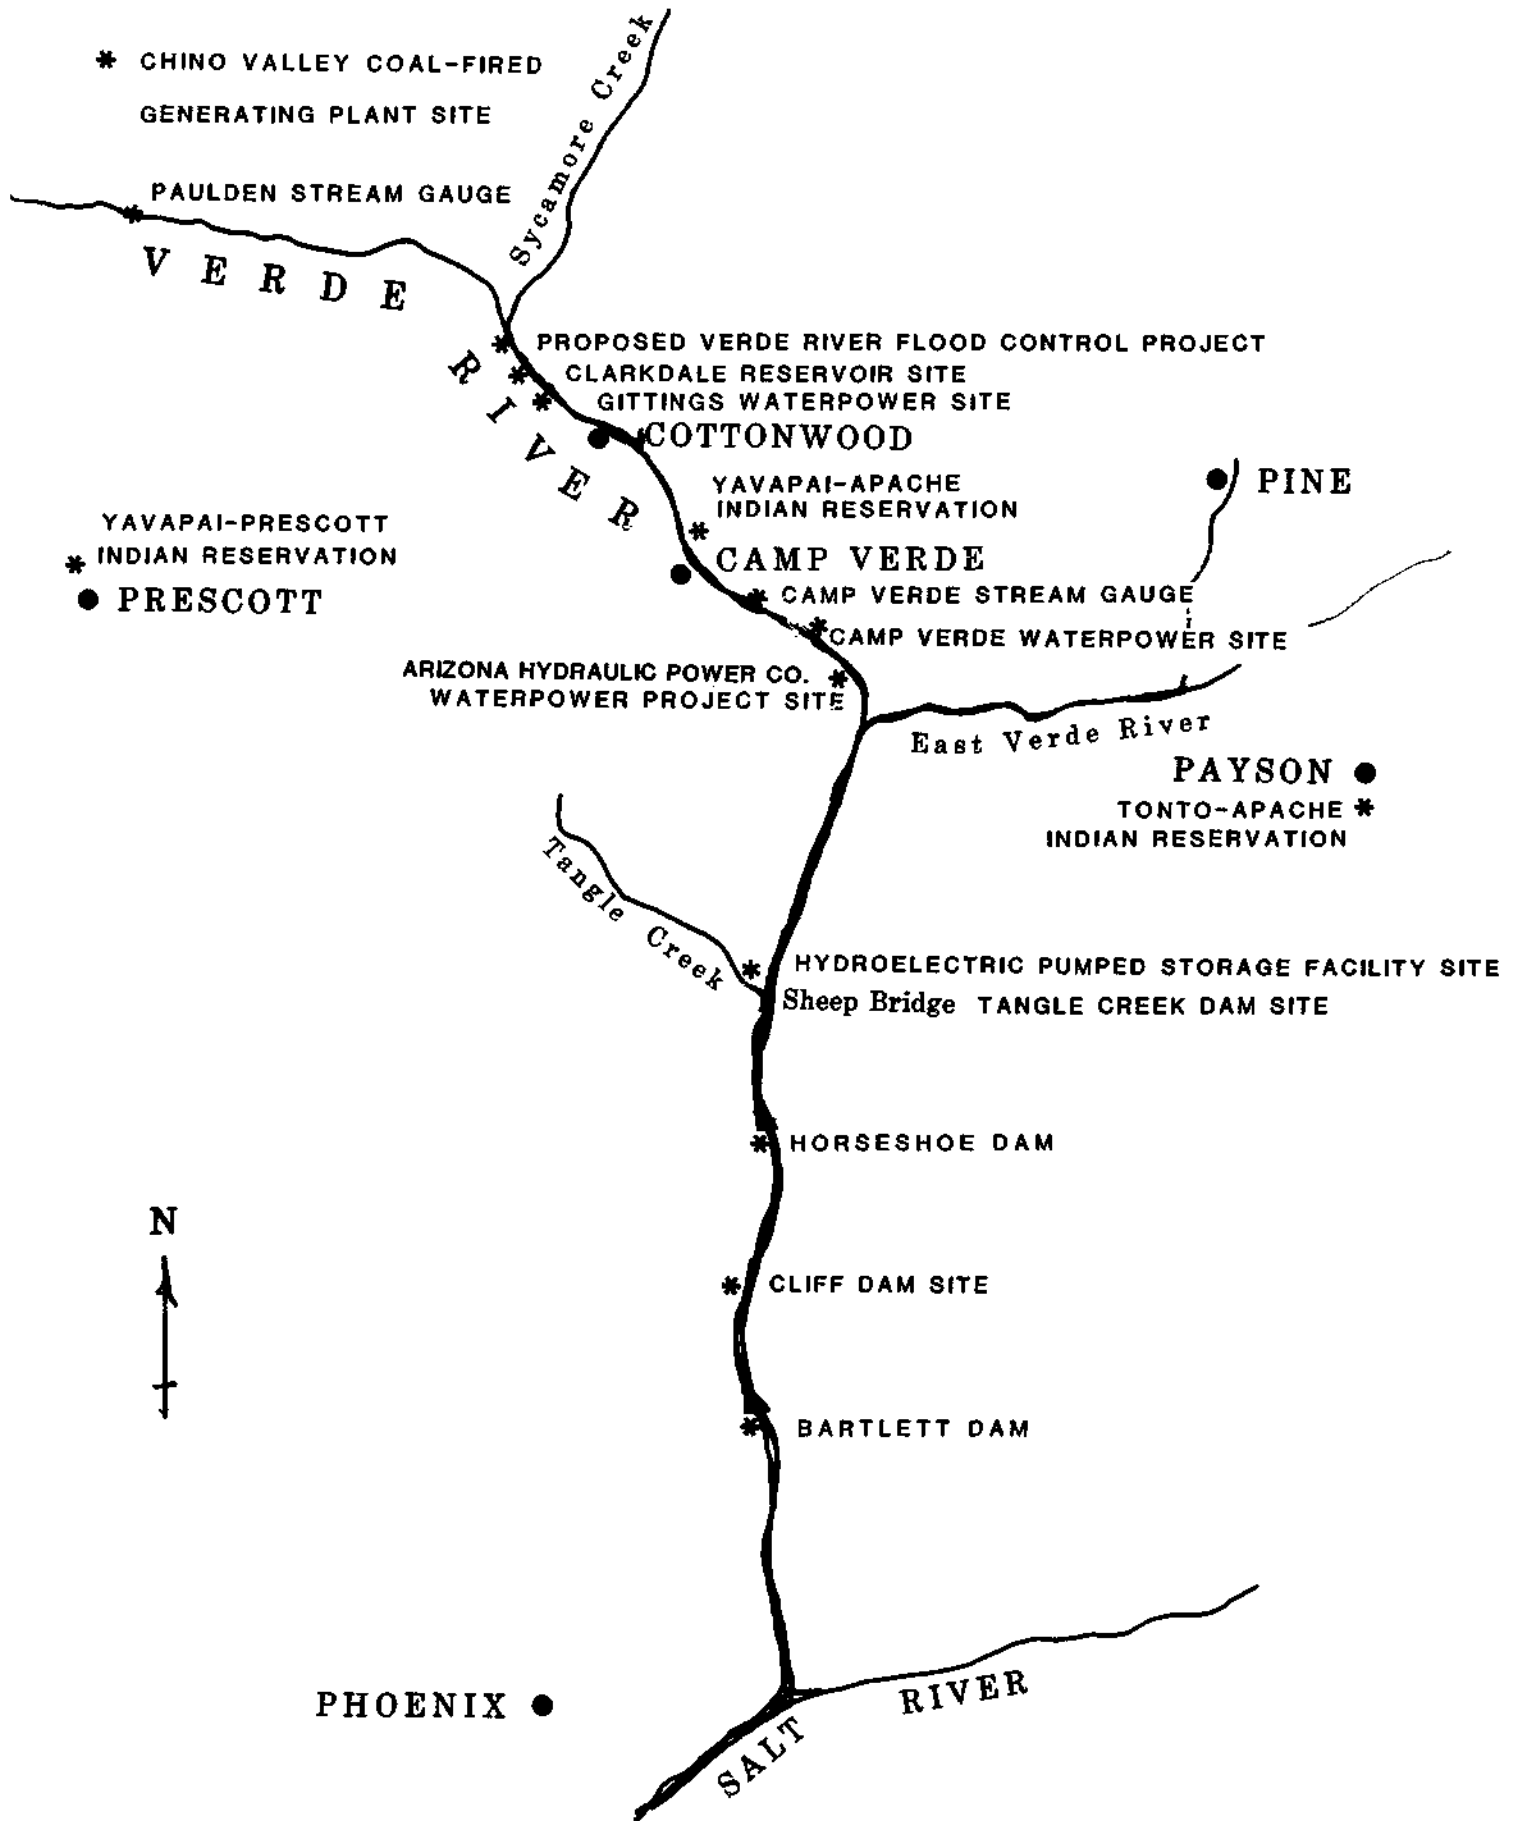 CHINO VALLEY COAL-FIRED
GENERATING PLANT SITE
Sycamore Creek
PAULDEN STREAM GAUGE
VERDE RIVER
PROPOSED VERDE RIVER FLOOD CONTROL PROJECT
CLARKDALE RESERVOIR SITE
GITTINGS WATERPOWER SITE
COTTONWOOD
PINE
YAVAPAI-APACHE
INDIAN RESERVATION
YAVAPAI-PRESCOTT
INDIAN RESERVATION
PRESCOTT
CAMP VERDE
CAMP VERDE STREAM GAUGE
CAMP VERDE WATERPOWER SITE
ARIZONA HYDRAULIC POWER CO.
WATERPOWER PROJECT SITE
East Verde River
PAYSON
TONTO-APACHE
INDIAN RESERVATION
Tangle Creek
HYDROELECTRIC PUMPED STORAGE FACILITY SITE
Sheep Bridge TANGLE CREEK DAM SITE
HORSESHOE DAM
N
CLIFF DAM SITE
BARTLETT DAM
PHOENIX
SALT RIVER